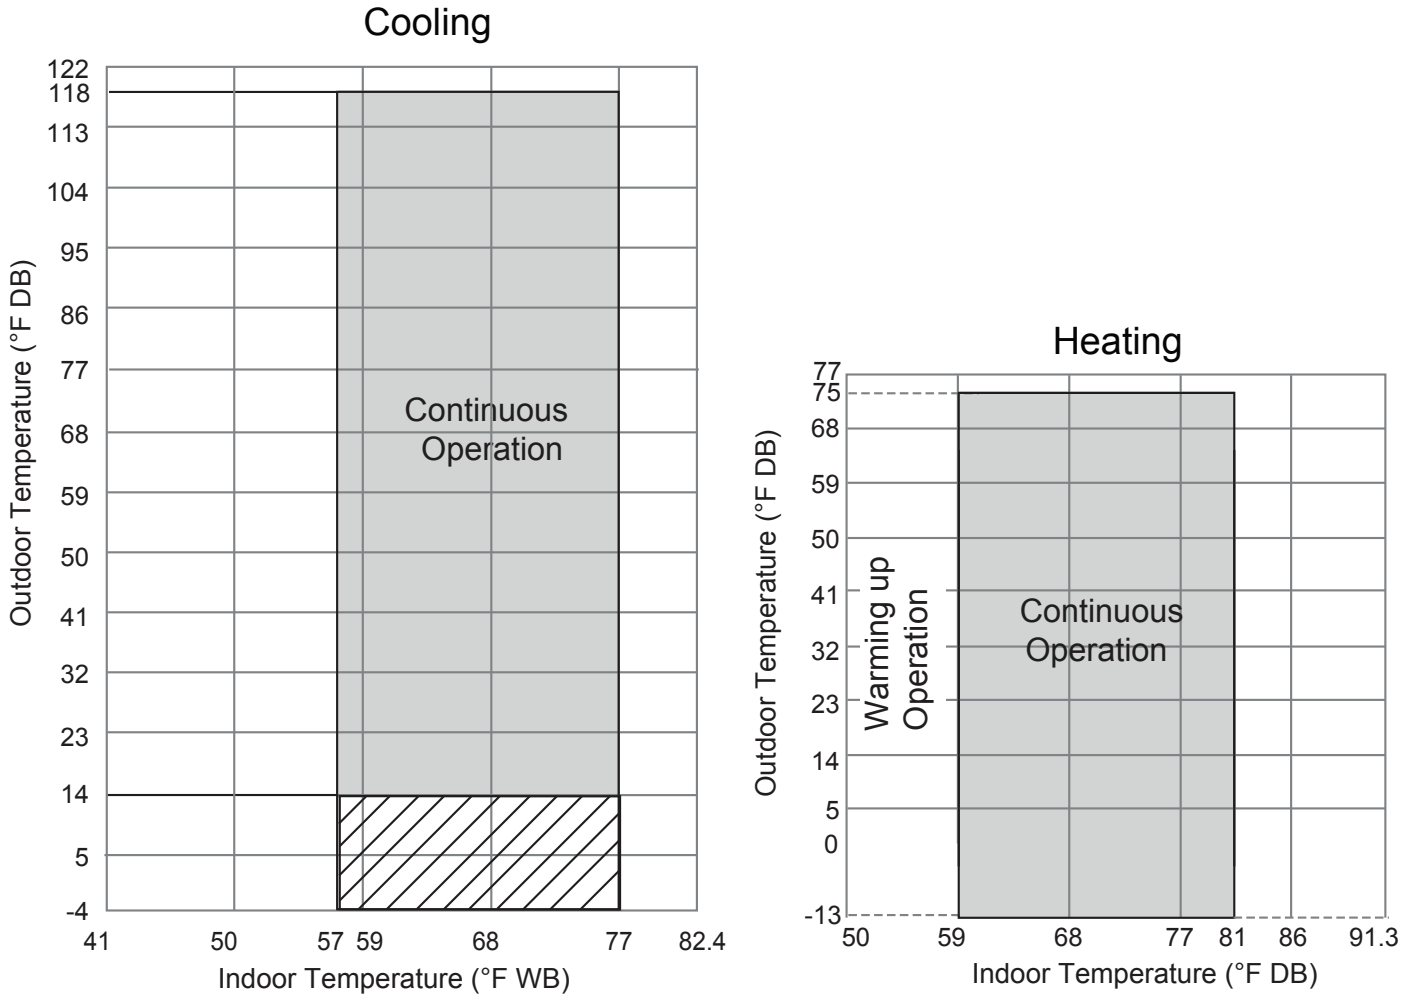 Cooling
122
118
113
104
95
86
77
68
59
50
41
32
23
14
5
-4
Outdoor Temperature (°F DB)
Continuous
Operation
41 50 57 59 68 77 82.4
Indoor Temperature (°F WB)
Heating
77
75
68
59
50
41
32
23
14
5
0
-13
Outdoor Temperature (°F DB)
Warming up
Operation
Continuous
Operation
50 59 68 77 81 86 91.3
Indoor Temperature (°F DB)